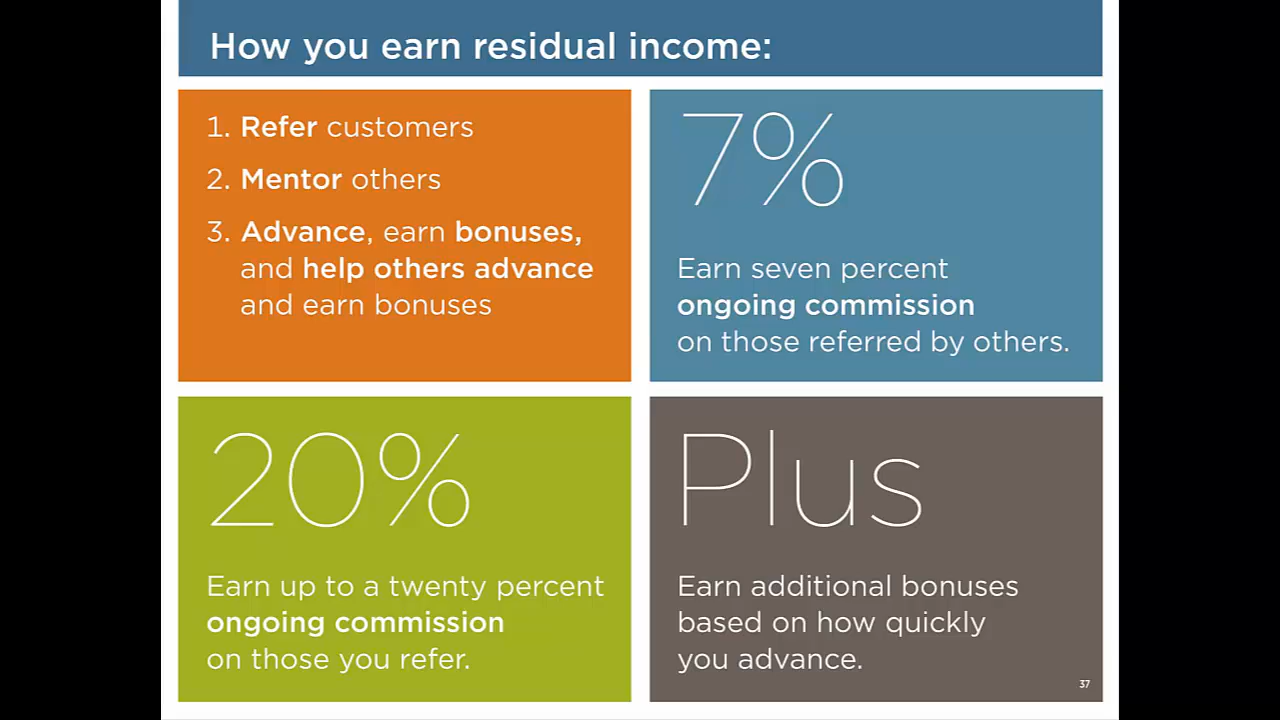 How you earn residual income:
1. Refer customers
2. Mentor others
3. Advance, earn bonuses,
and help others advance
and earn bonuses
7%
Earn seven percent
ongoing commission
on those referred by others.
20%
Earn up to a twenty percent
ongoing commission
on those you refer.
Plus
Earn additional bonuses
based on how quickly
you advance.
37